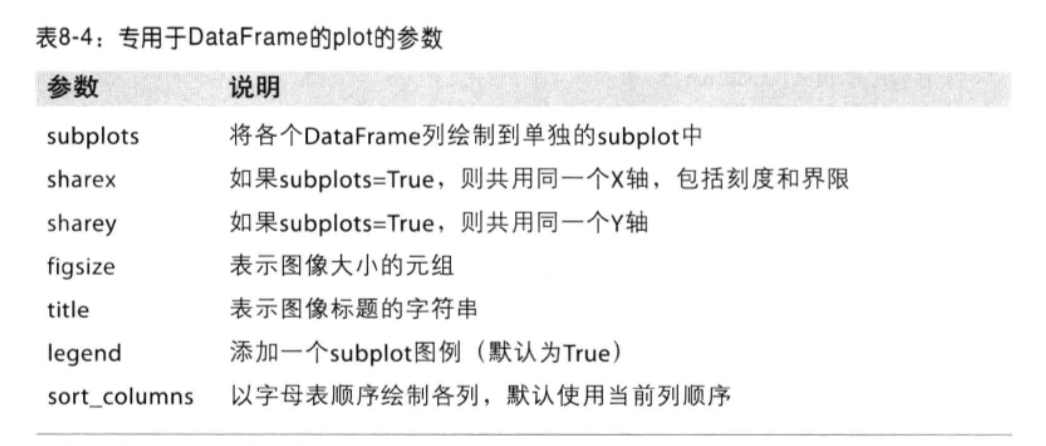 表8-4：专用于DataFrame的plot的参数
参数 说明
subplots 将各个DataFrame列绘制到单独的subplot中
sharex 如果subplots=True，则共用同一个X轴，包括刻度和界限
sharey 如果subplots=True，则共用同一个Y轴
figsize 表示图像大小的元组
title 表示图像标题的字符串
legend 添加一个subplot图例（默认为True）
sort_columns 以字母表顺序绘制各列，默认使用当前列顺序